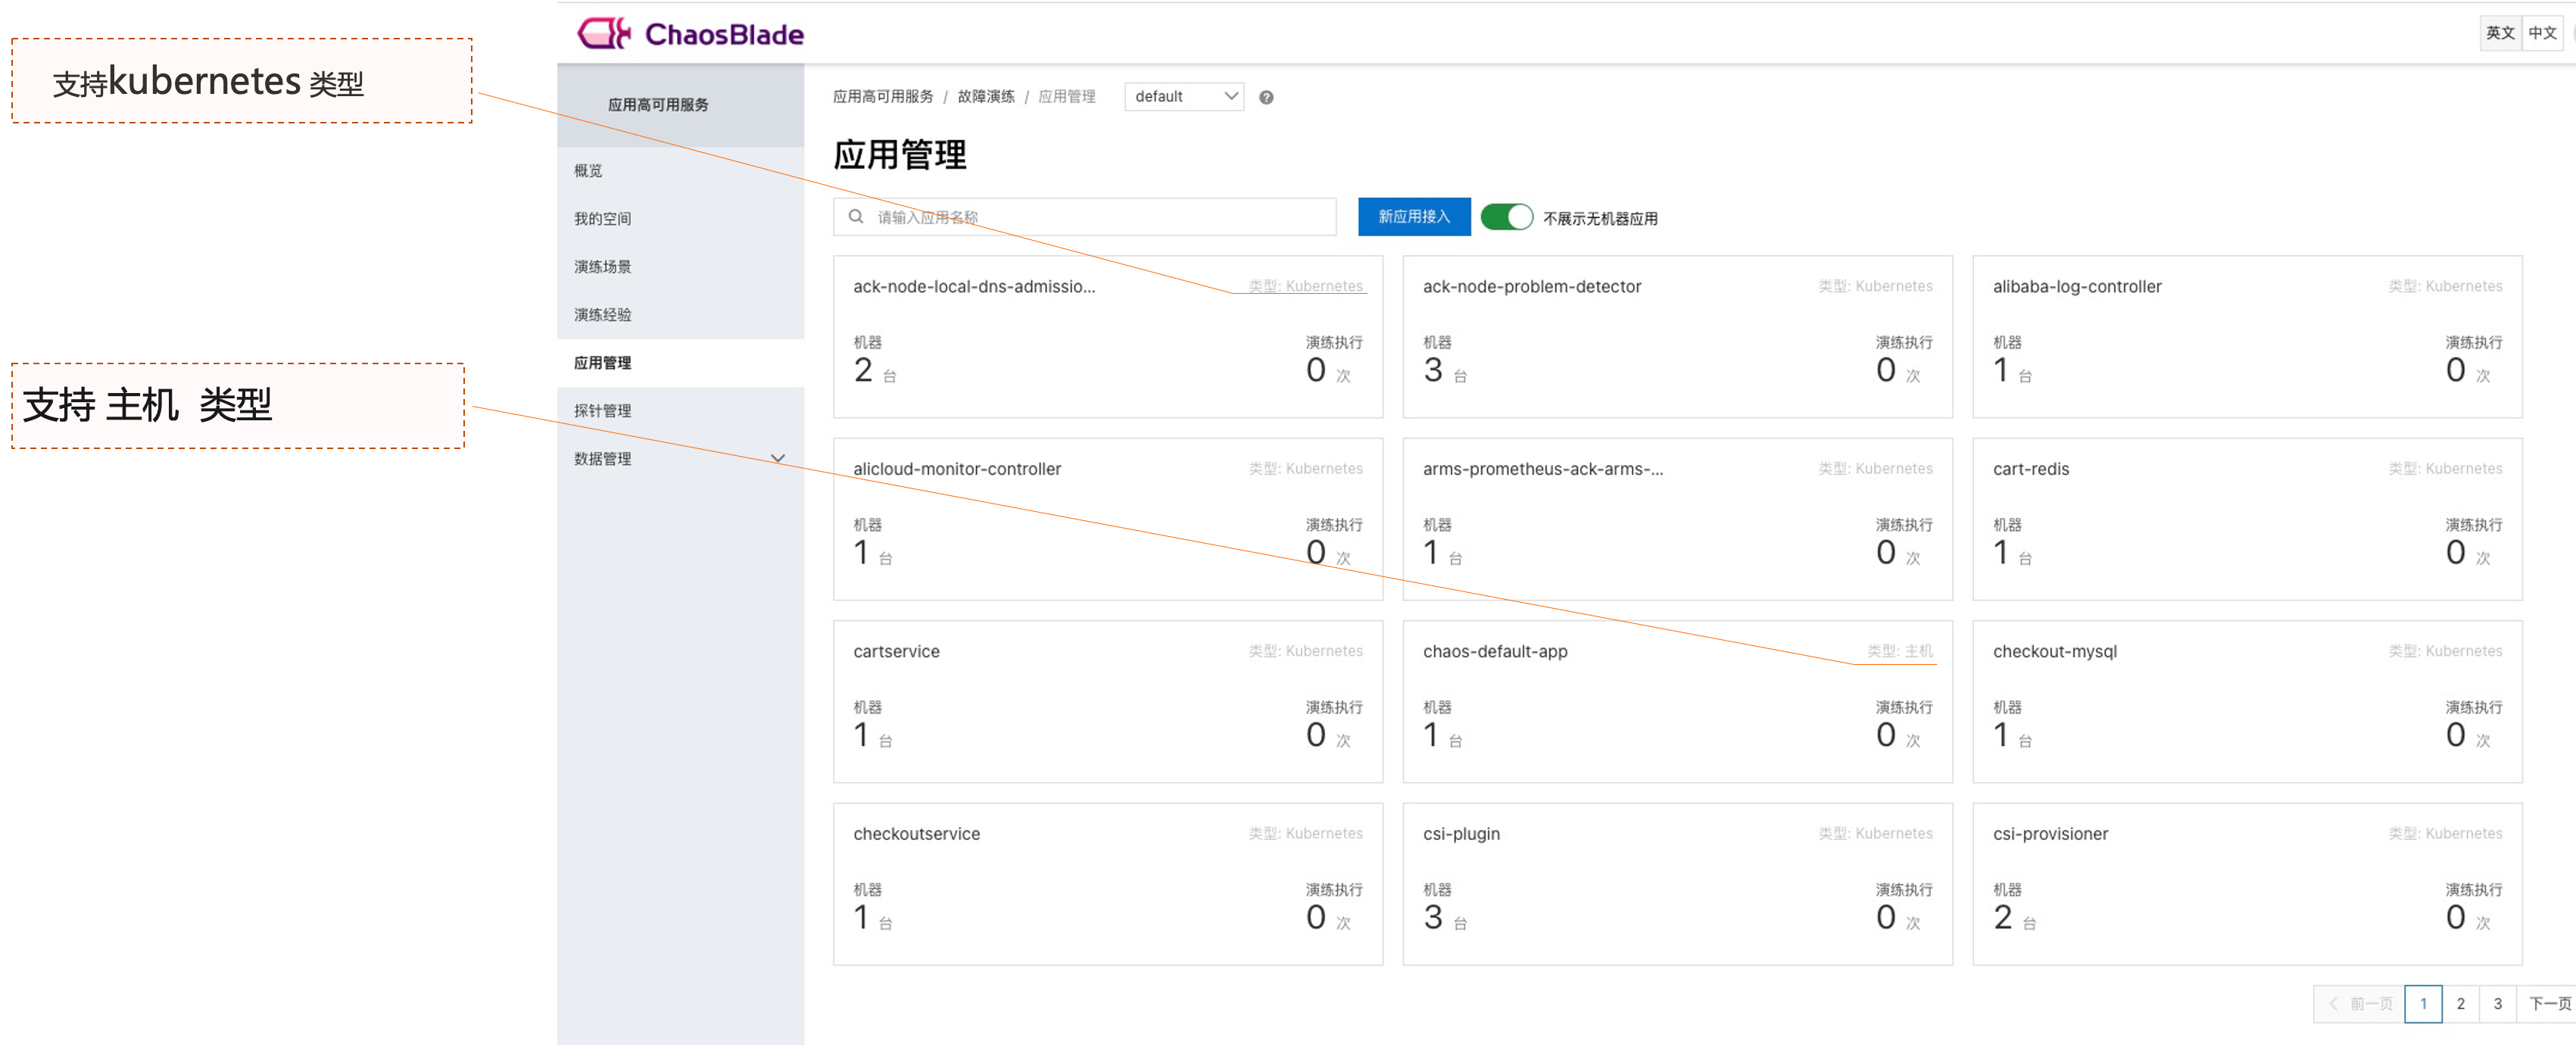 支持kubernetes 类型
支持 主机 类型
ChaosBlade
英文 中文
应用高可用服务
概览
我的空间
演练场景
演练经验
应用管理
探针管理
数据管理
应用高可用服务 / 故障演练 / 应用管理 default
应用管理
请输入应用名称 新应用接入 不展示无机器应用
ack-node-local-dns-admissio... 类型: Kubernetes
机器 演练执行
2 台 0 次
ack-node-problem-detector 类型: Kubernetes
机器 演练执行
3 台 0 次
alibaba-log-controller 类型: Kubernetes
机器 演练执行
1 台 0 次
alicloud-monitor-controller 类型: Kubernetes
机器 演练执行
1 台 0 次
arms-prometheus-ack-arms-... 类型: Kubernetes
机器 演练执行
1 台 0 次
cart-redis 类型: Kubernetes
机器 演练执行
1 台 0 次
cartservice 类型: Kubernetes
机器 演练执行
1 台 0 次
chaos-default-app 类型: 主机
机器 演练执行
1 台 0 次
checkout-mysql 类型: Kubernetes
机器 演练执行
1 台 0 次
checkoutservice 类型: Kubernetes
机器 演练执行
1 台 0 次
csi-plugin 类型: Kubernetes
机器 演练执行
3 台 0 次
csi-provisioner 类型: Kubernetes
机器 演练执行
2 台 0 次
前一页 1 2 3 下一页